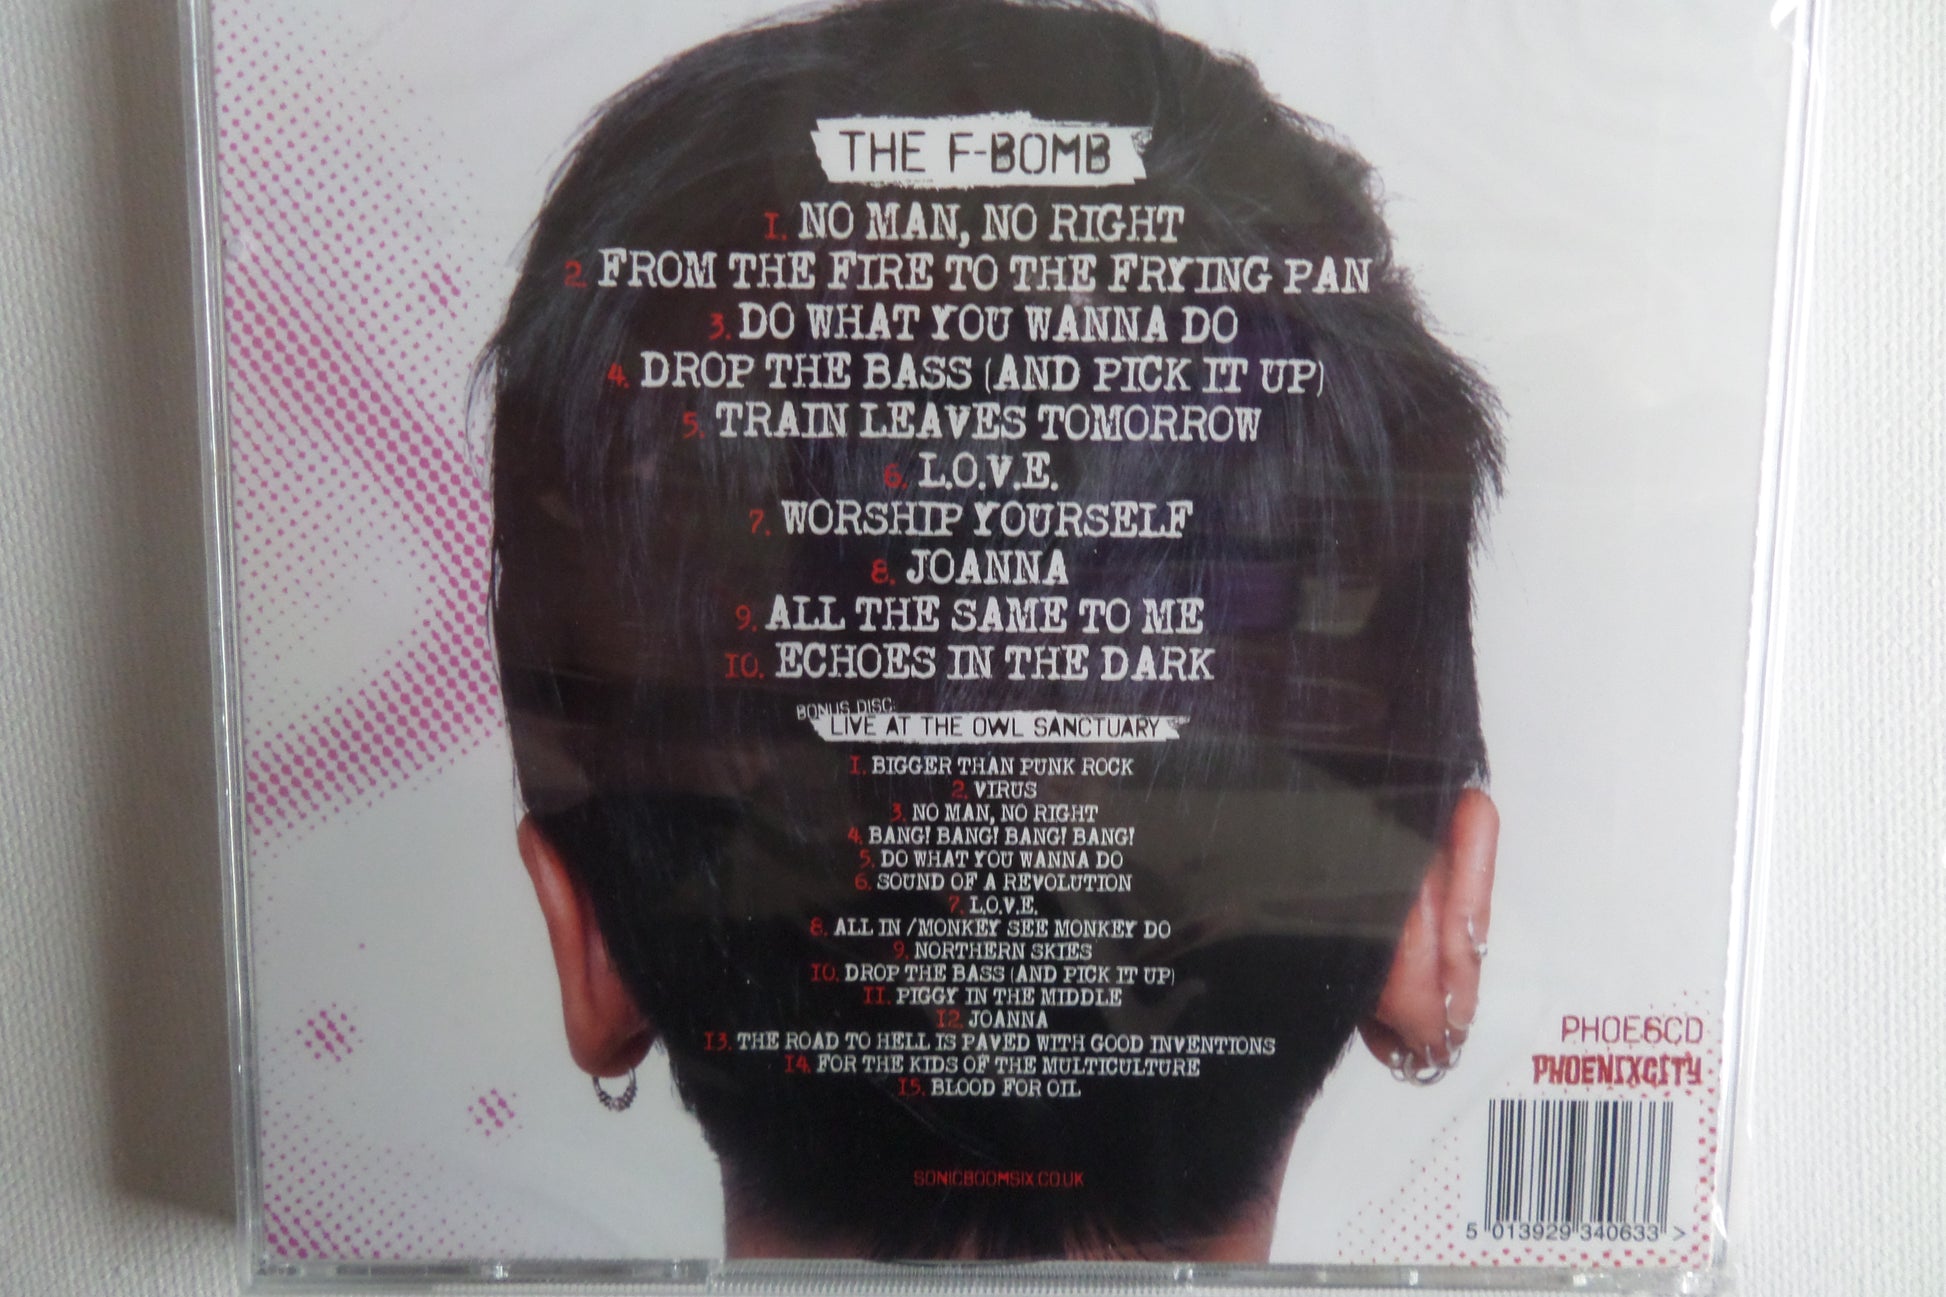 THE F-BOMB
1. NO MAN, NO RIGHT
2. FROM THE FIRE TO THE FRYING PAN
3. DO WHAT YOU WANNA DO
4. DROP THE BASS (AND PICK IT UP)
5. TRAIN LEAVES TOMORROW
6. L.O.V.E.
7. WORSHIP YOURSELF
8. JOANNA
9. ALL THE SAME TO ME
10. ECHOES IN THE DARK
BONUS DISC:
LIVE AT THE OWL SANCTUARY
1. BIGGER THAN PUNK ROCK
2. VIRUS
3. NO MAN, NO RIGHT
4. BANG! BANG! BANG! BANG!
5. DO WHAT YOU WANNA DO
6. SOUND OF A REVOLUTION
7. L.O.V.E.
8. ALL IN / MONKEY SEE MONKEY DO
9. NORTHERN SKIES
10. DROP THE BASS (AND PICK IT UP)
11. PIGGY IN THE MIDDLE
12. JOANNA
13. THE ROAD TO HELL IS PAVED WITH GOOD INVENTIONS
14. FOR THE KIDS OF THE MULTICULTURE
15. BLOOD FOR OIL
SONICBOOMSIX.CO.UK
PHOE6CD
PHOENIXCITY
5 013929 340633 >